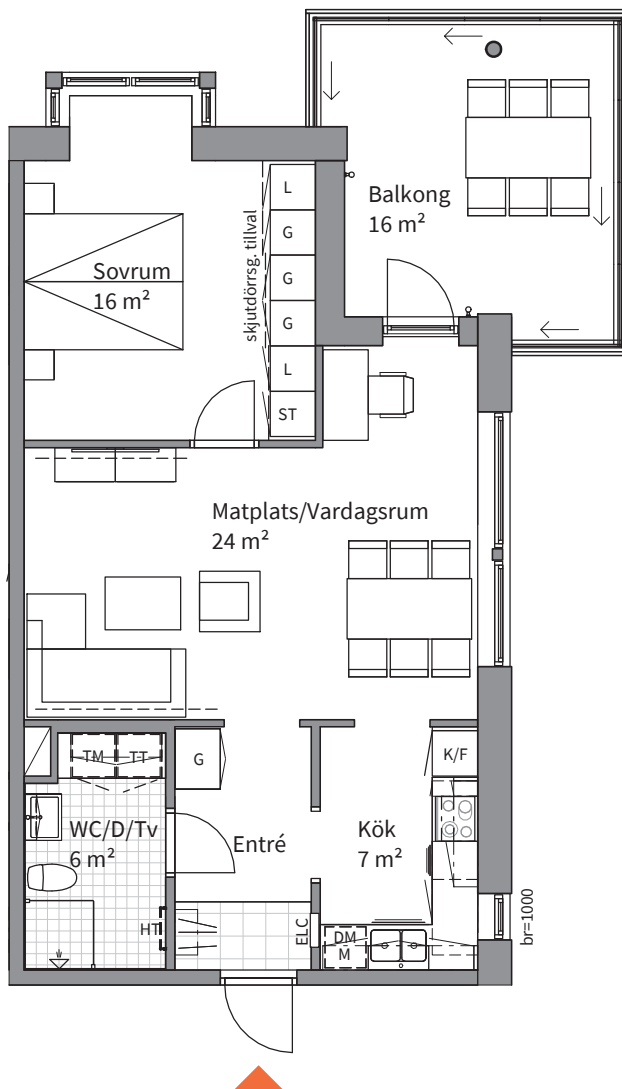 Balkong
16 m²
L
G
G
G
L
ST
skjutdörrsg. tillval
Sovrum
16 m²
Matplats/Vardagsrum
24 m²
TM
TT
G
K/F
WC/D/Tv
6 m²
Entré
Kök
7 m²
HT
ELC
DM
M
br=1000